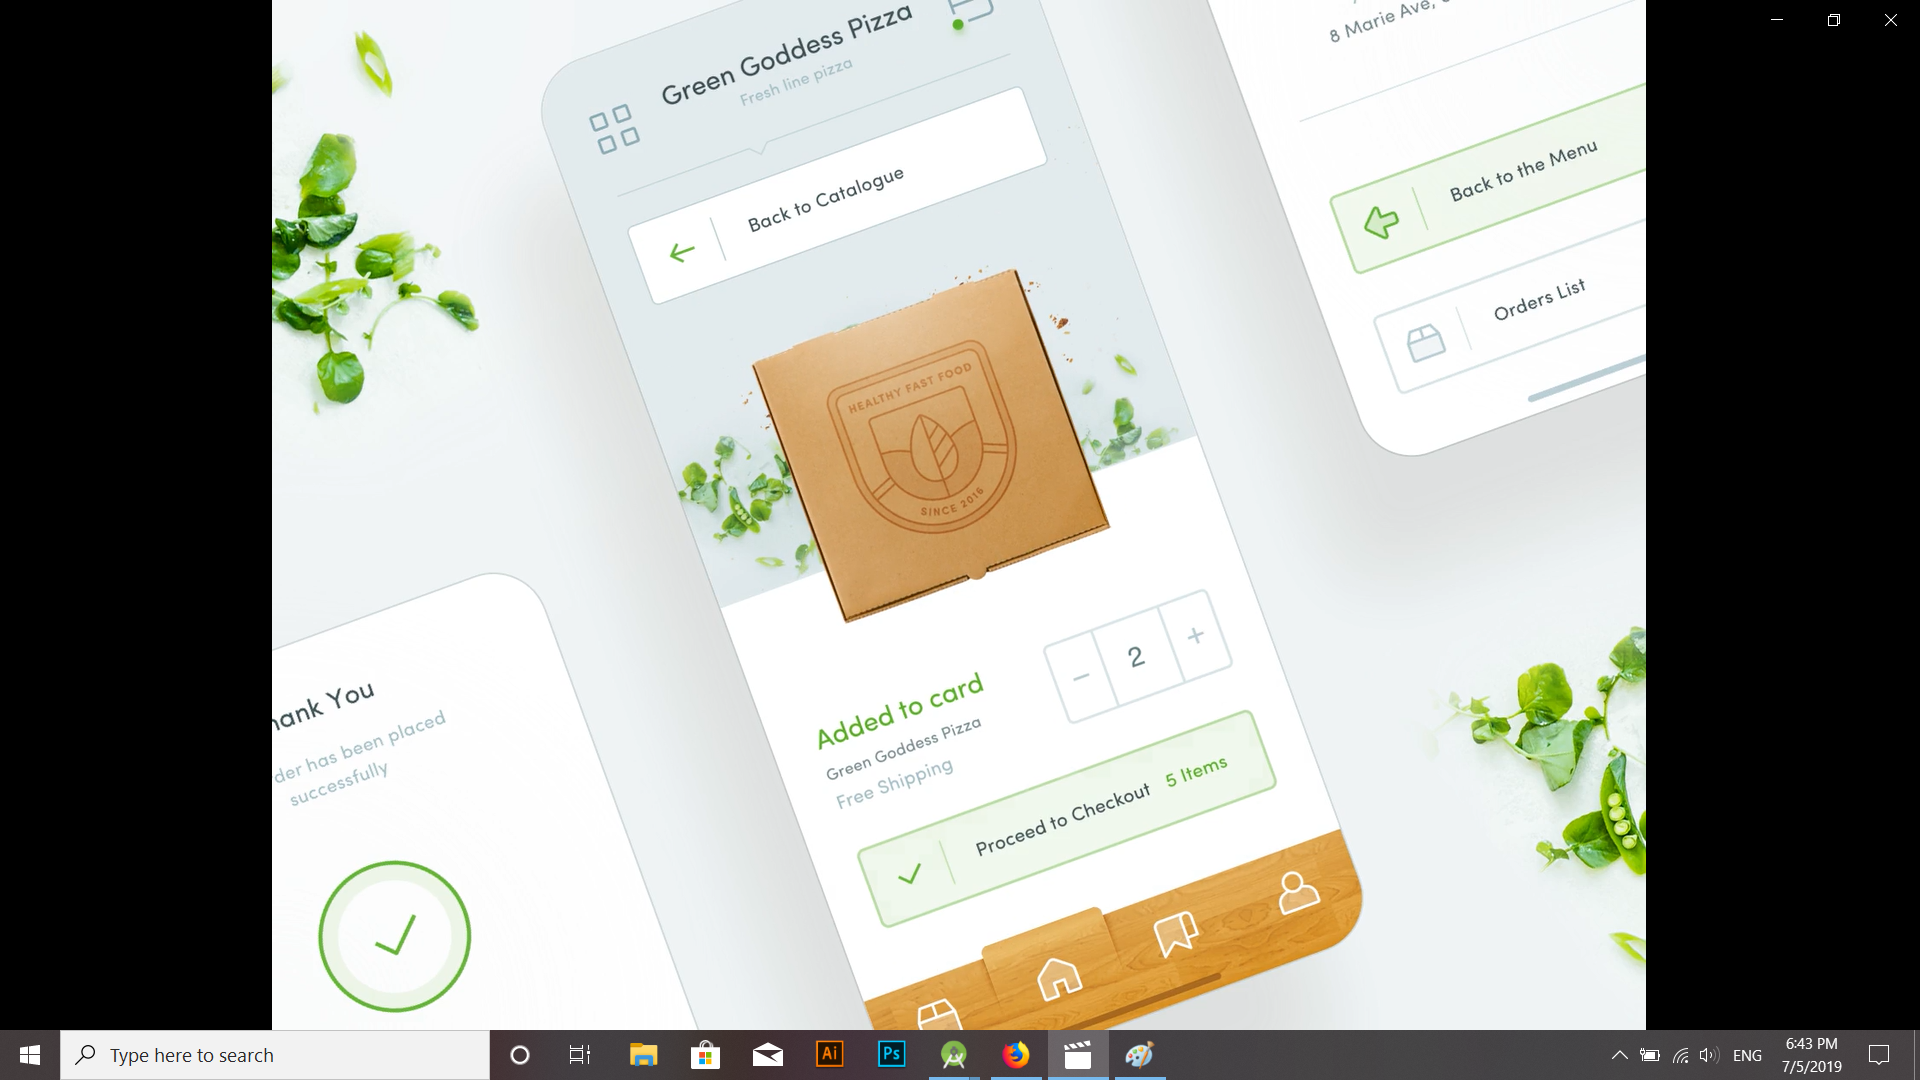 Green Goddess Pizza
Fresh line pizza
Back to Catalogue
HEALTHY FAST FOOD
SINCE 2016
2
Added to card
Green Goddess Pizza
Free Shipping
Proceed to Checkout 5 Items
8 Marie Ave,
Back to the Menu
Orders List
You
has been placed
successfully
Type here to search
Ai
Ps
ENG
6:43 PM
7/5/2019